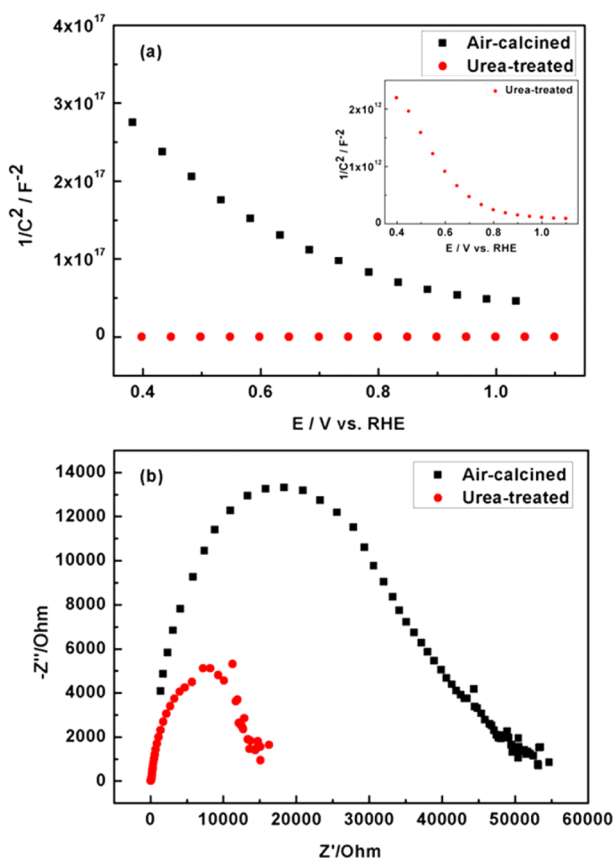 (a)
Air-calcined
Urea-treated
4x10^17
3x10^17
2x10^17
1x10^17
0
1/C^2 / F^-2
0.4 0.6 0.8 1.0
E / V vs. RHE
Urea-treated
2x10^12
1x10^12
0
1/C^2 / F^-2
0.4 0.6 0.8 1.0
E / V vs. RHE
(b)
Air-calcined
Urea-treated
14000
12000
10000
8000
6000
4000
2000
0
-Z''/Ohm
0 10000 20000 30000 40000 50000 60000
Z'/Ohm